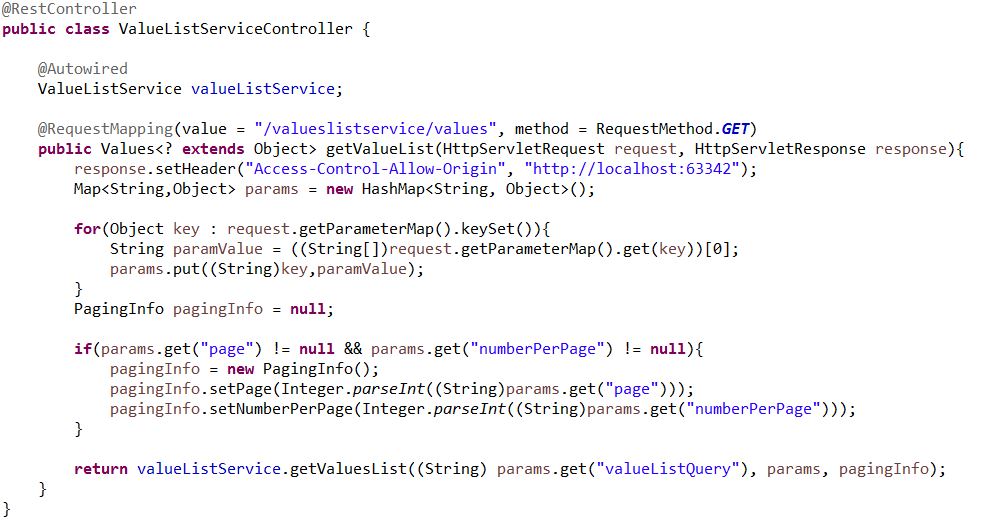 @RestController
public class ValueListServiceController {
@Autowired
ValueListService valueListService;
@RequestMapping(value = "/valueslistservice/values", method = RequestMethod.GET)
public Values<? extends Object> getValueList(HttpServletRequest request, HttpServletResponse response){
response.setHeader("Access-Control-Allow-Origin", "http://localhost:63342");
Map<String,Object> params = new HashMap<String, Object>();
for(Object key : request.getParameterMap().keySet()){
String paramValue = ((String[])request.getParameterMap().get(key))[0];
params.put((String)key,paramValue);
}
PagingInfo pagingInfo = null;
if(params.get("page") != null && params.get("numberPerPage") != null){
pagingInfo = new PagingInfo();
pagingInfo.setPage(Integer.parseInt((String)params.get("page")));
pagingInfo.setNumberPerPage(Integer.parseInt((String)params.get("numberPerPage")));
}
return valueListService.getValuesList((String) params.get("valueListQuery"), params, pagingInfo);
}
}